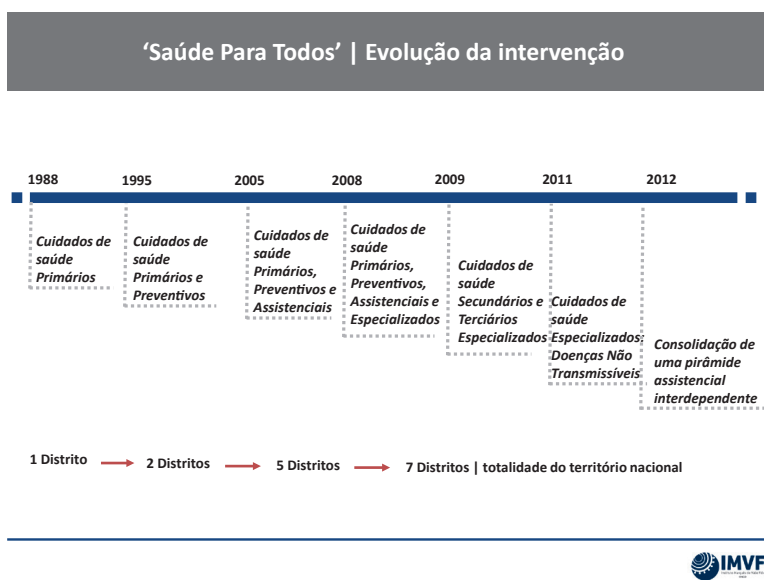 ‘Saúde Para Todos’ | Evolução da intervenção
1988
1995
2005
2008
2009
2011
2012
Cuidados de
saúde
Primários
Cuidados de
saúde
Primários e
Preventivos
Cuidados de
saúde
Primários,
Preventivos e
Assistenciais
Cuidados de
saúde
Primários,
Preventivos,
Assistenciais e
Especializados
Cuidados de
saúde
Secundários e
Terciários
Especializados
Cuidados de
saúde
Especializados:
Doenças Não
Transmissíveis
Consolidação de
uma pirâmide
assistencial
interdependente
1 Distrito
2 Distritos
5 Distritos
7 Distritos | totalidade do território nacional
IMVF